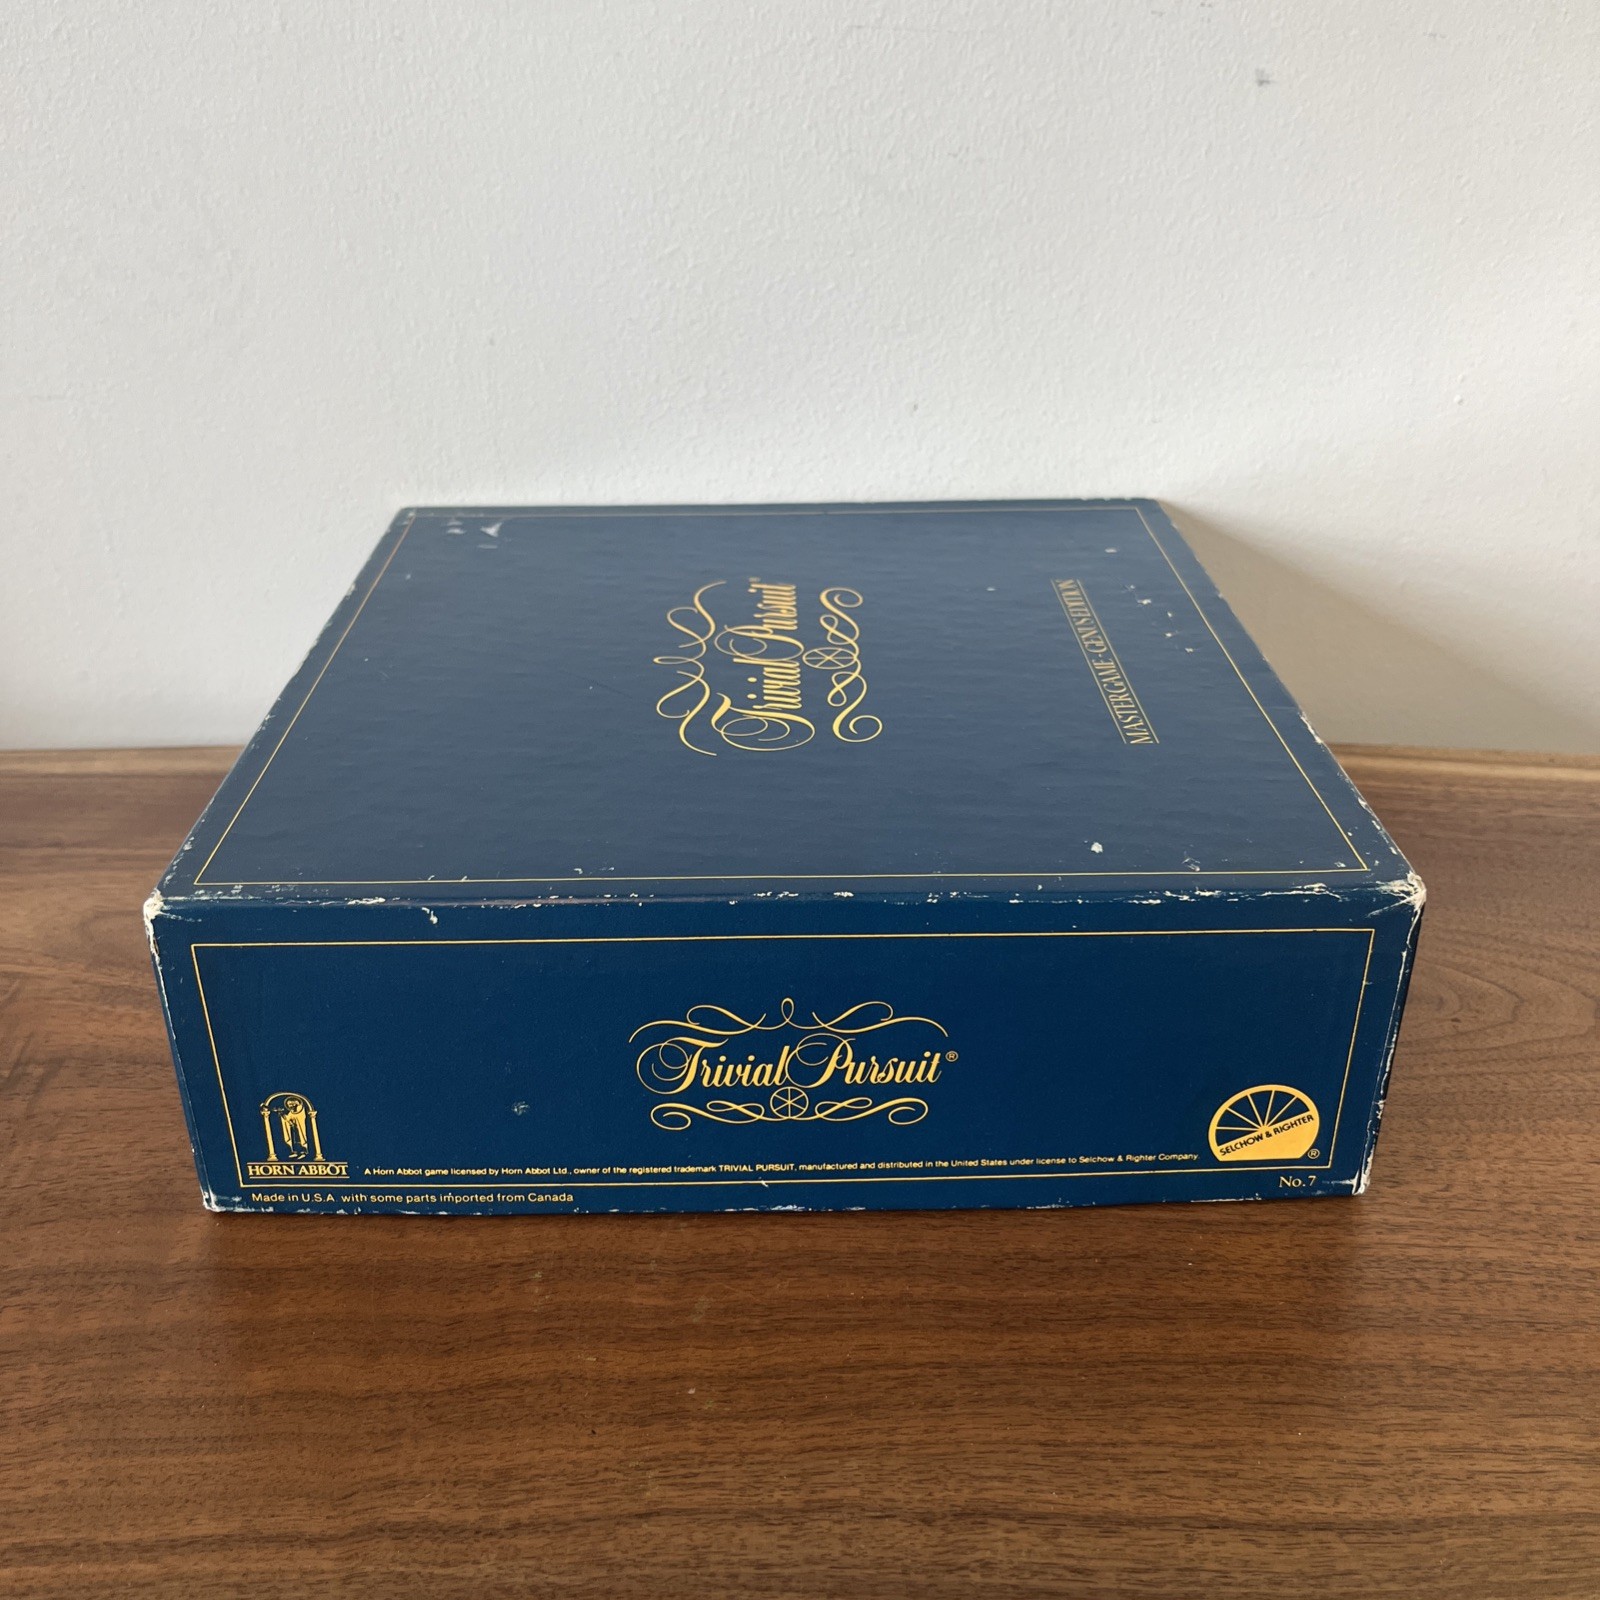 Trivial Pursuit®
MASTER GAME - GENUS EDITION
Trivial Pursuit®
HORN ABBOT
A Horn Abbot game licensed by Horn Abbot Ltd., owner of the registered trademark TRIVIAL PURSUIT, manufactured and distributed in the United States under license to Selchow & Righter Company.
SELCHOW & RIGHTER
®
Made in U.S.A. with some parts imported from Canada
No. 7